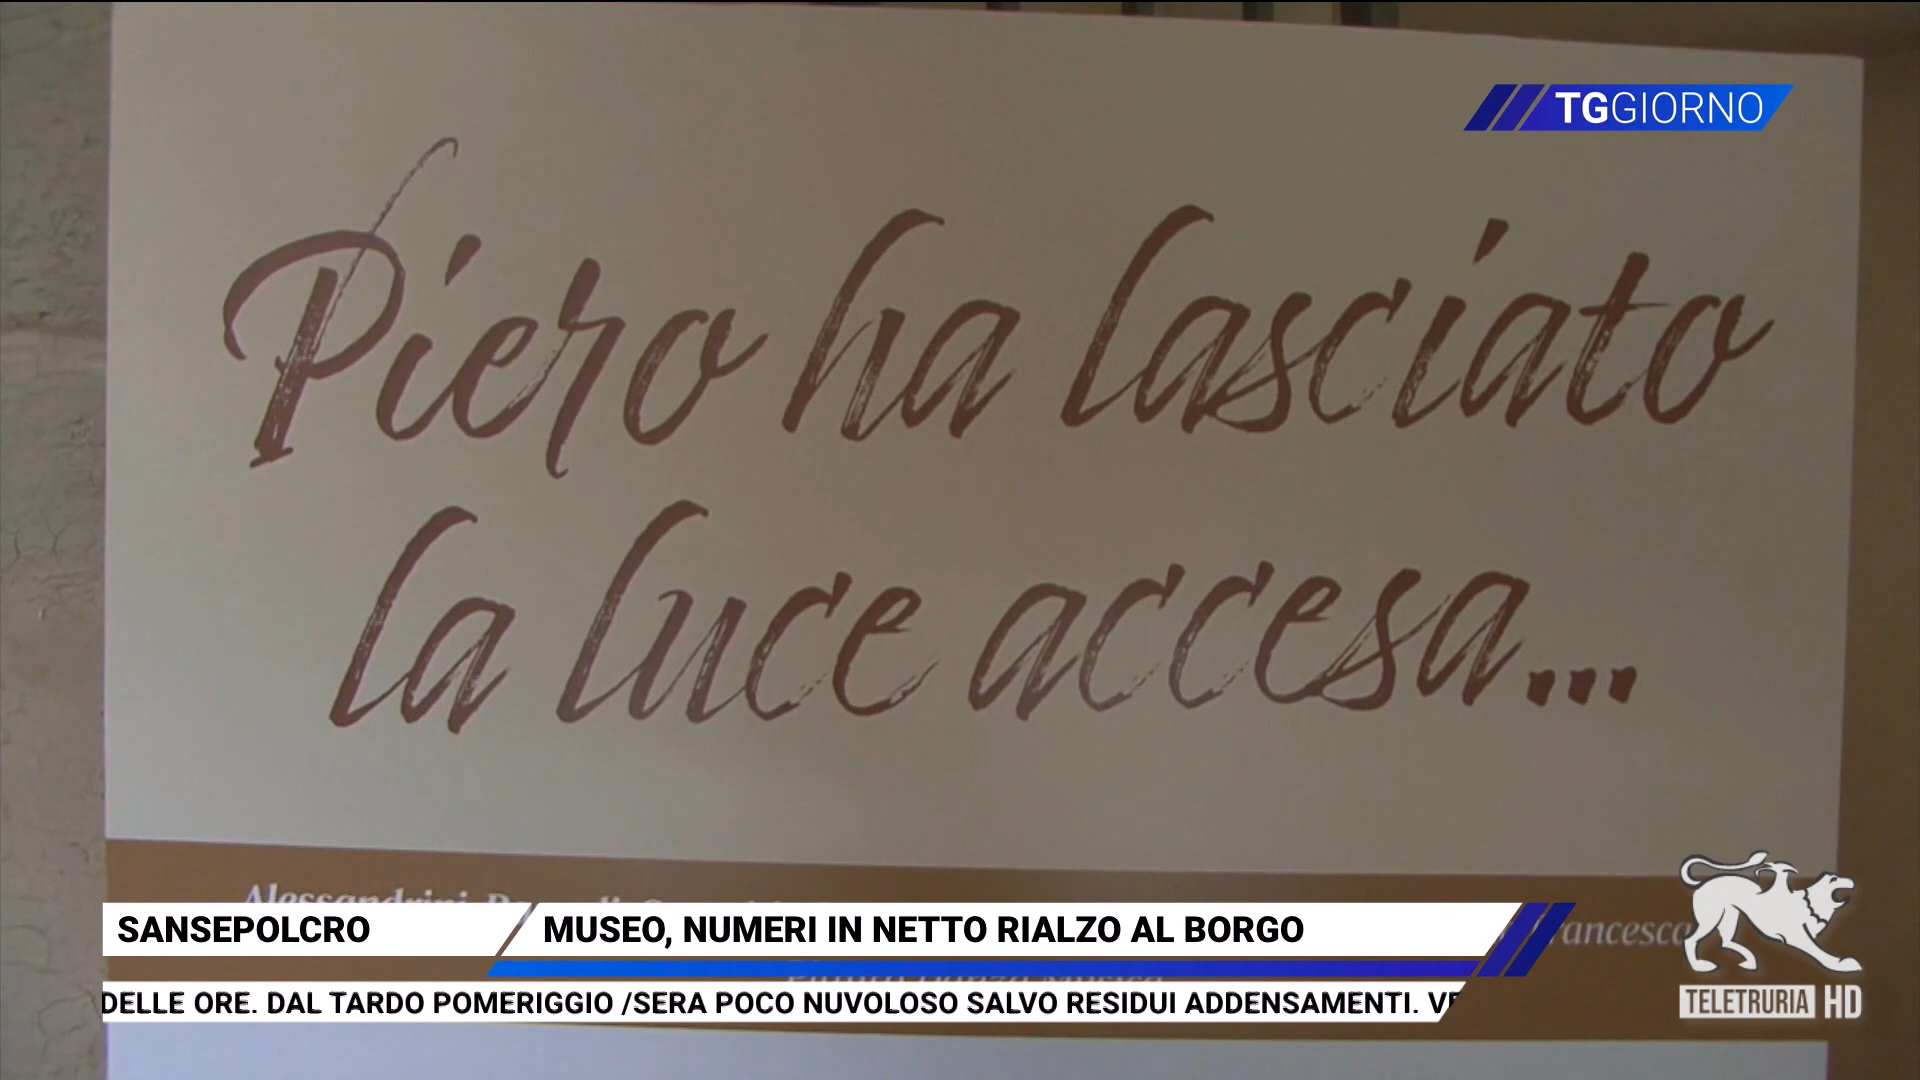 TGGIORNO
Piero ha lasciato
la luce accesa...
Alessandrini,
SANSEPOLCRO
MUSEO, NUMERI IN NETTO RIALZO AL BORGO
DELLE ORE. DAL TARDO POMERIGGIO /SERA POCO NUVOLOSO SALVO RESIDUI ADDENSAMENTI.
TELETRURIA HD